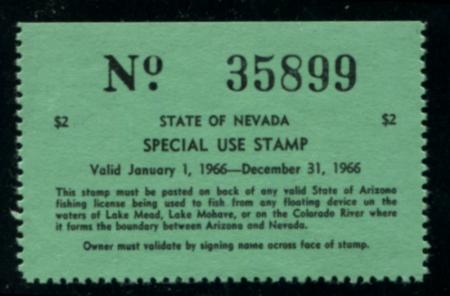 Nº 35899
$2 STATE OF NEVADA $2
SPECIAL USE STAMP
Valid January 1, 1966—December 31, 1966
This stamp must be posted on back of any valid State of Arizona
fishing license being used to fish from any floating device on the
waters of Lake Mead, Lake Mohave, or on the Colorado River where
it forms the boundary between Arizona and Nevada.
Owner must validate by signing name across face of stamp.